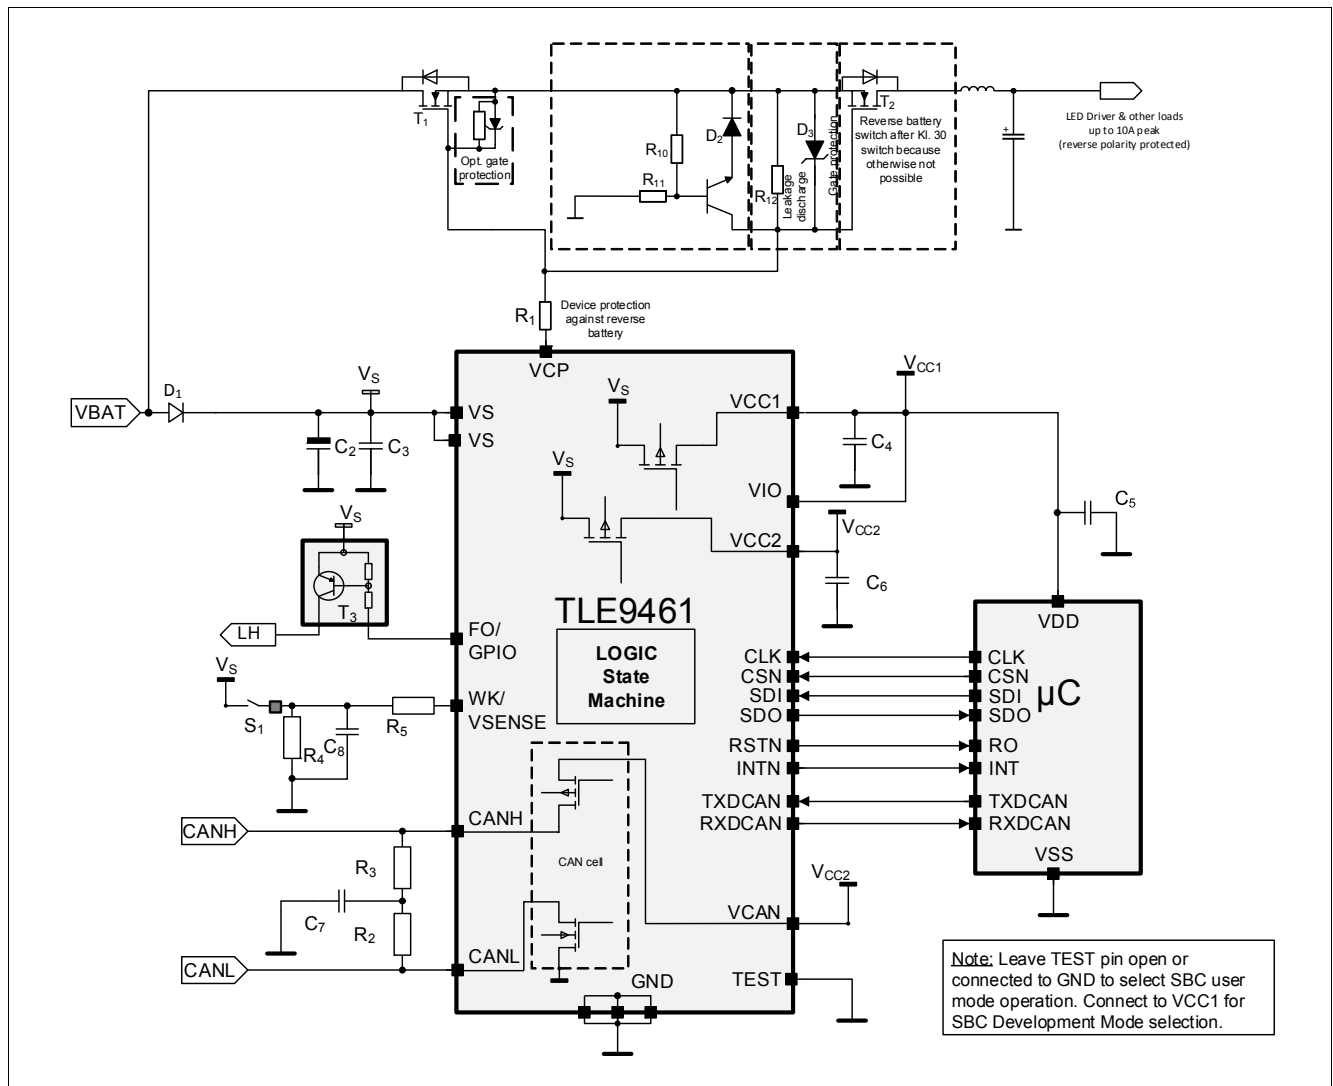 T1
Opt. gate
protection
R10
R11
D2
R12
Leakage
discharge
D3
Gate protection
T2
Reverse battery
switch after Kl. 30
switch because
otherwise not
possible
+
LED Driver & other loads
up to 10A peak
(reverse polarity protected)
R1
Device protection
against reverse
battery
VCP
VBAT
D1
VS
C2
C3
VS
VS
VS
VS
VCC1
VCC1
C4
VIO
VCC2
VCC2
C5
C6
VS
T3
LH
FO/
GPIO
TLE9461
LOGIC
State
Machine
VS
S1
R4
C8
R5
WK/
VSENSE
CLK
CSN
SDI
SDO
RSTN
INTN
TXDCAN
RXDCAN
VDD
CLK
CSN
SDI
SDO
RO
INT
TXDCAN
RXDCAN
µC
VSS
CANH
CANH
R3
C7
R2
CANL
CANL
CAN cell
VCC2
VCAN
TEST
GND
Note: Leave TEST pin open or
connected to GND to select SBC user
mode operation. Connect to VCC1 for
SBC Development Mode selection.